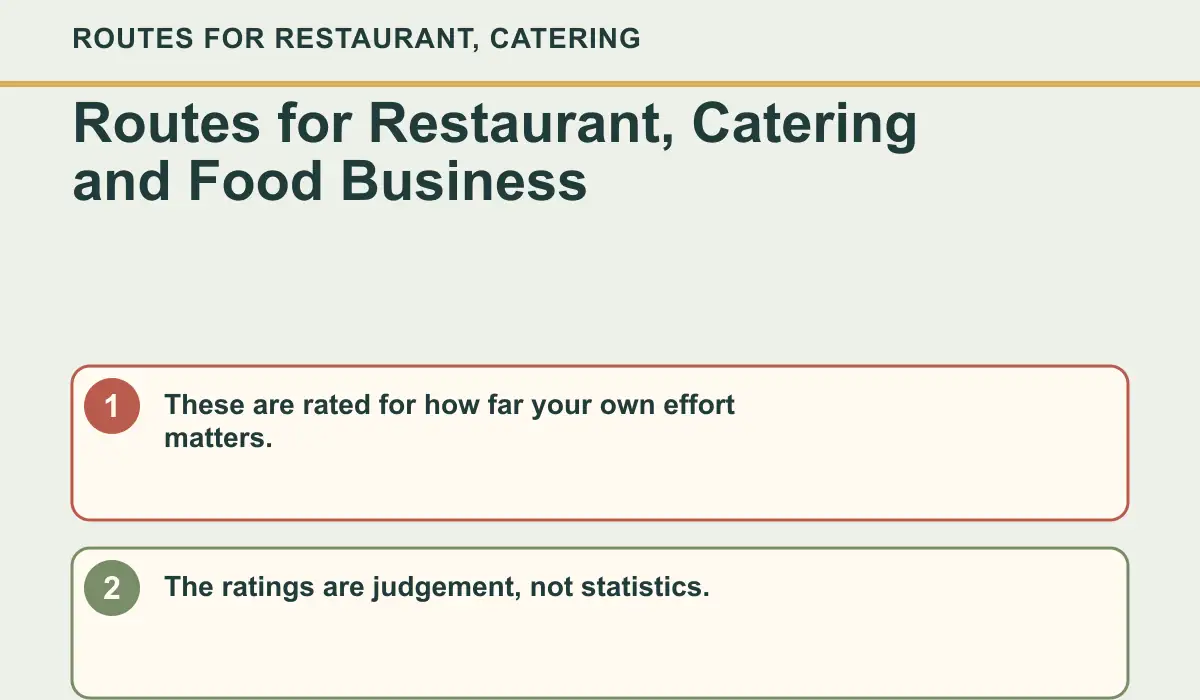 ROUTES FOR RESTAURANT, CATERING
Routes for Restaurant, Catering
and Food Business
1
These are rated for how far your own effort
matters.
2
The ratings are judgement, not statistics.